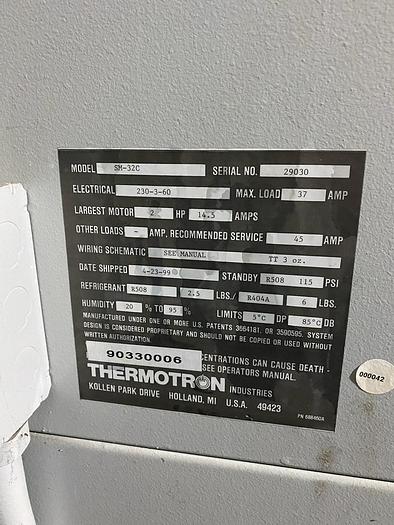 MODEL SM-32C SERIAL NO. 29030
ELECTRICAL 230-3-60 MAX. LOAD 37 AMP
LARGEST MOTOR 2 HP 14.5 AMPS
OTHER LOADS - AMP. RECOMMENDED SERVICE 45 AMP
WIRING SCHEMATIC SEE MANUAL TT 3 oz.
DATE SHIPPED 4-23-99 STANDBY R508 115 PSI
REFRIGERANT R508 2.5 LBS./ R404A 6 LBS.
HUMIDITY 20 % TO 95 % LIMITS 5°C DP 85°C DB
MANUFACTURED UNDER ONE OR MORE U.S. PATENTS 3664181, OR 3590595. SYSTEM
DESIGN IS CONSIDERED PROPRIETARY AND SHOULD NOT BE COPIED OR USED WITHOUT
WRITTEN AUTHORIZATION.
90330006 CENTRATIONS CAN CAUSE DEATH -
SEE OPERATORS MANUAL.
THERMOTRON INDUSTRIES
KOLLEN PARK DRIVE HOLLAND, MI U.S.A. 49423
000042